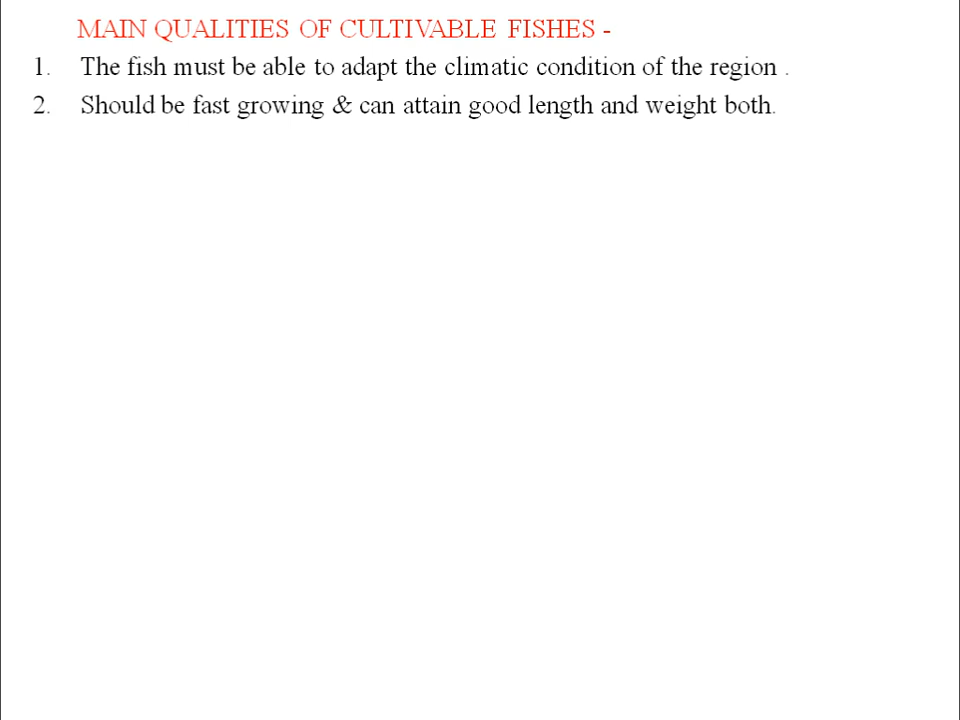 MAIN QUALITIES OF CULTIVABLE FISHES -
1. The fish must be able to adapt the climatic condition of the region .
2. Should be fast growing & can attain good length and weight both.